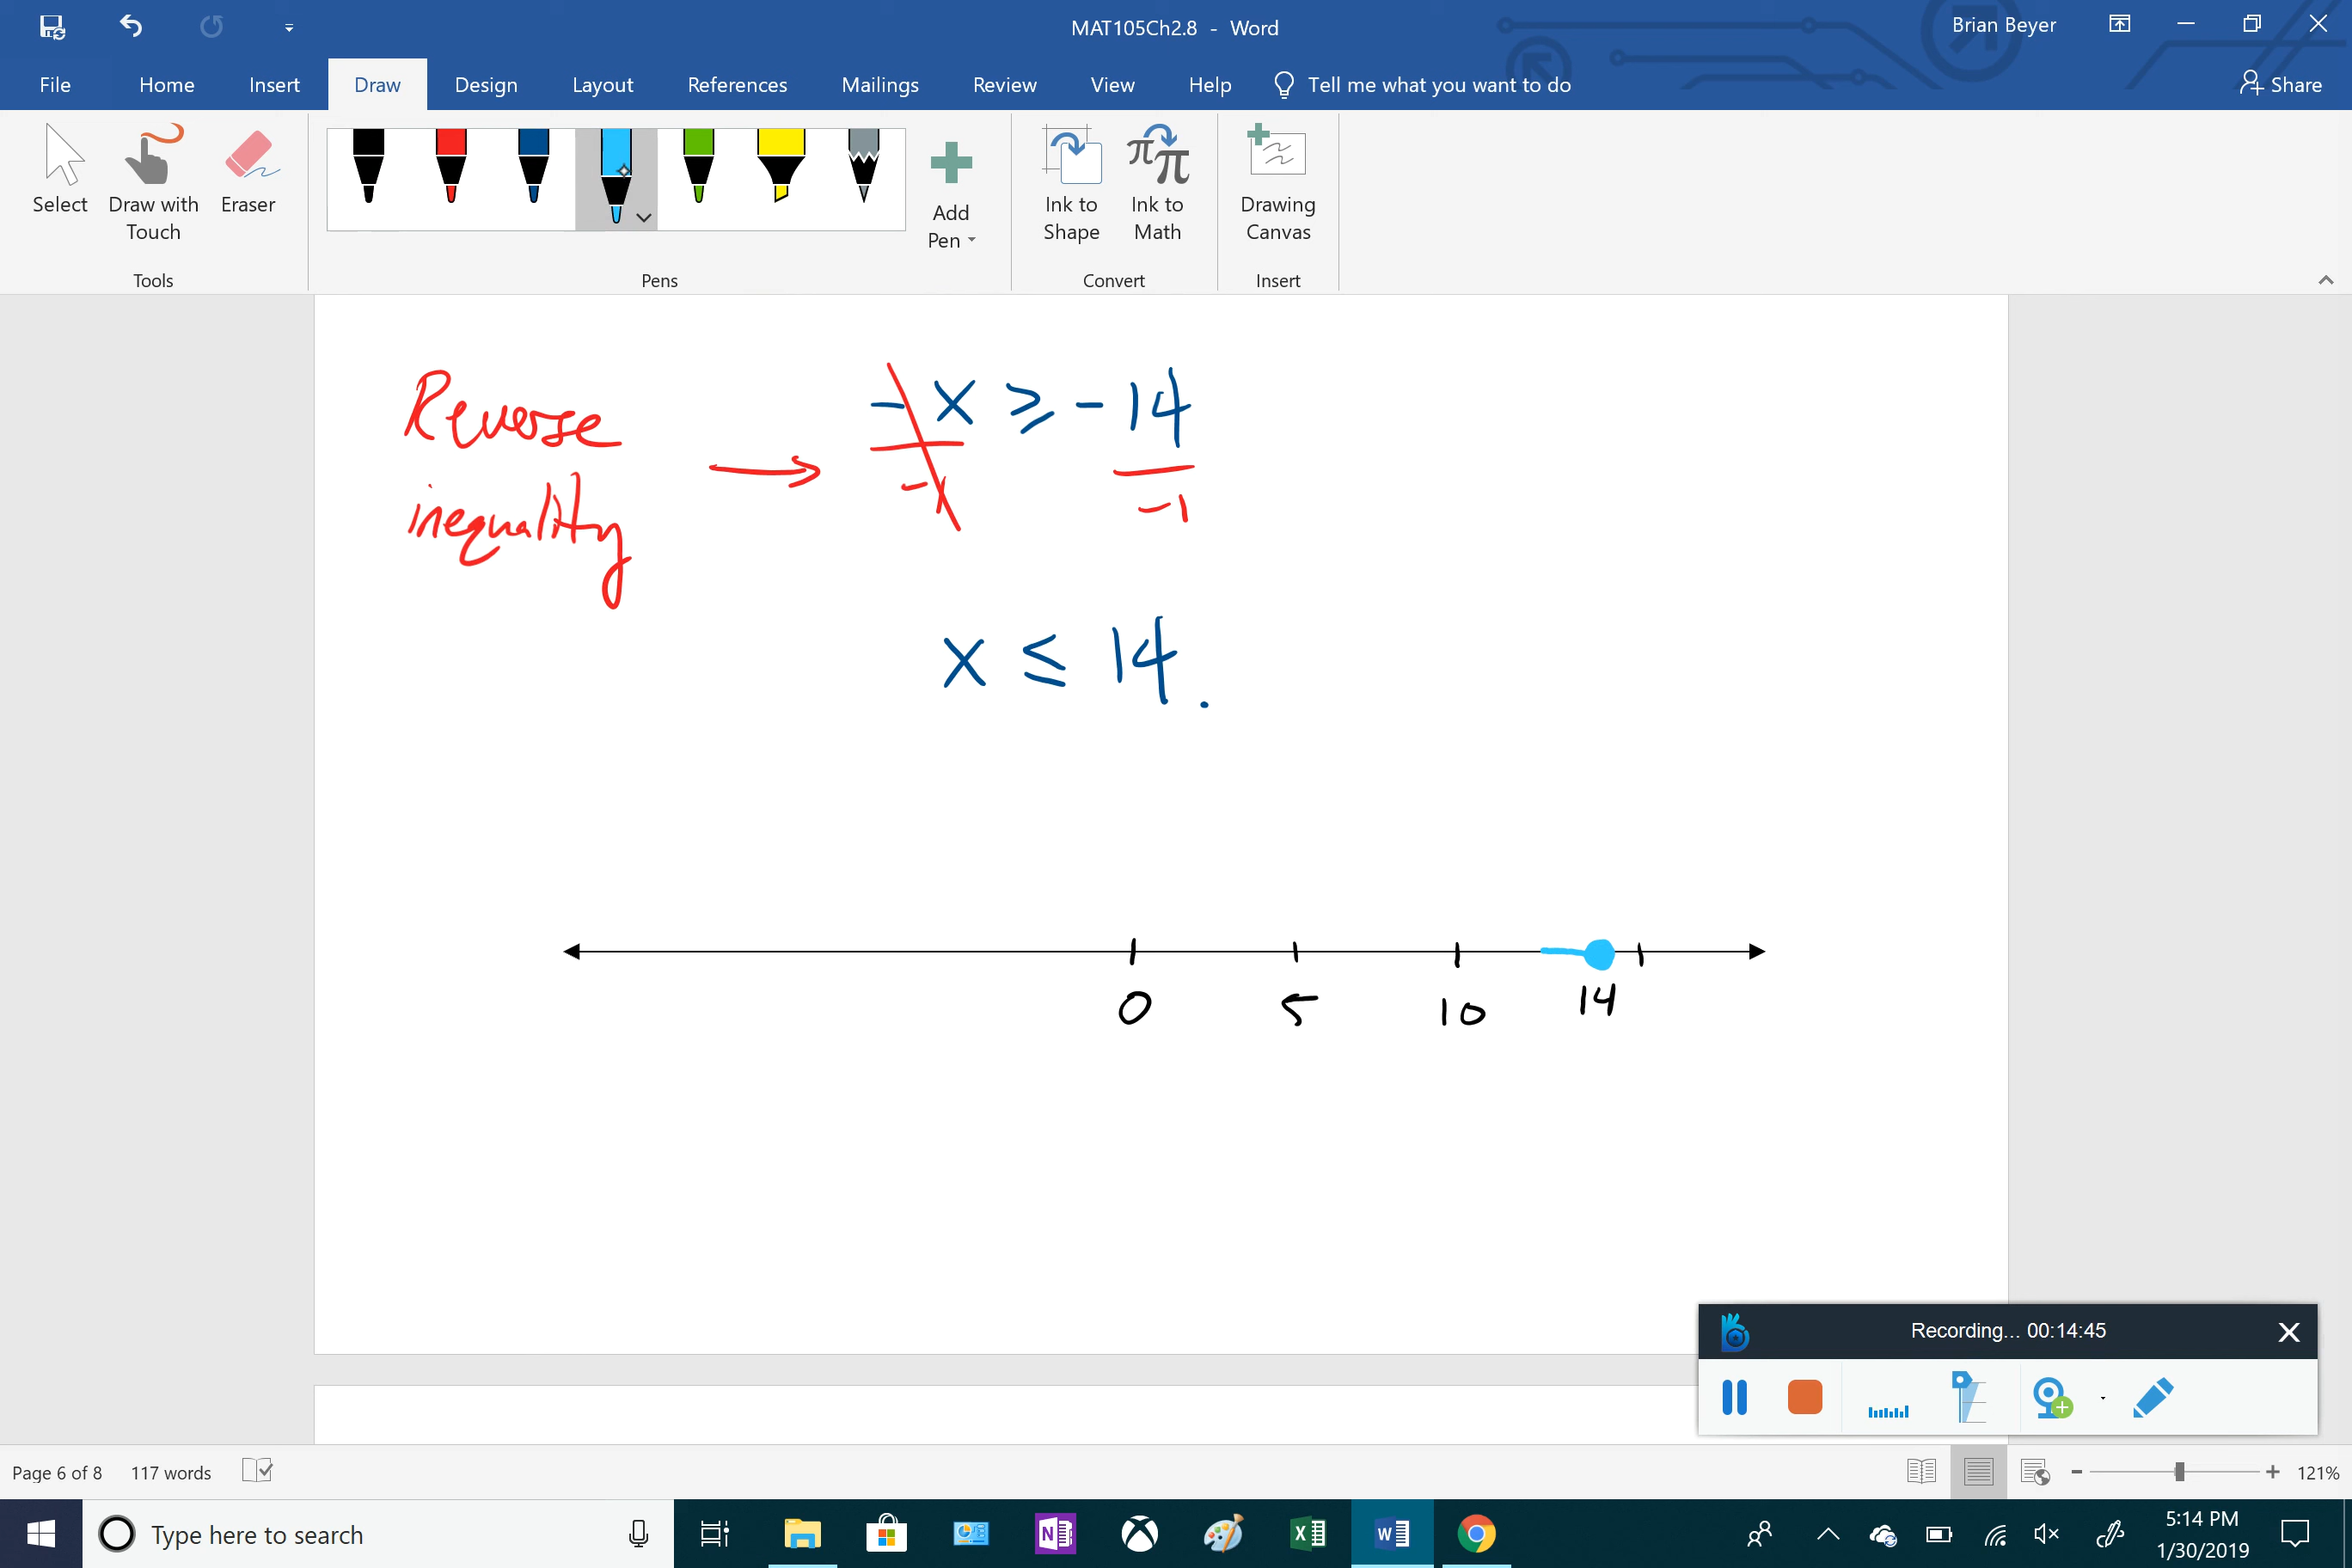 MAT105Ch2.8 - Word
Brian Beyer
File Home Insert Draw Design Layout References Mailings Review View Help Tell me what you want to do Share
Select Draw with Touch Eraser
Add Pen
Ink to Shape Ink to Math
Drawing Canvas
Tools Pens Convert Insert
Reverse
inequality → -x ≥ -14
-1 -1
x ≤ 14.
0 5 10 14
Recording... 00:14:45
Page 6 of 8 117 words 121%
Type here to search
5:14 PM
1/30/2019